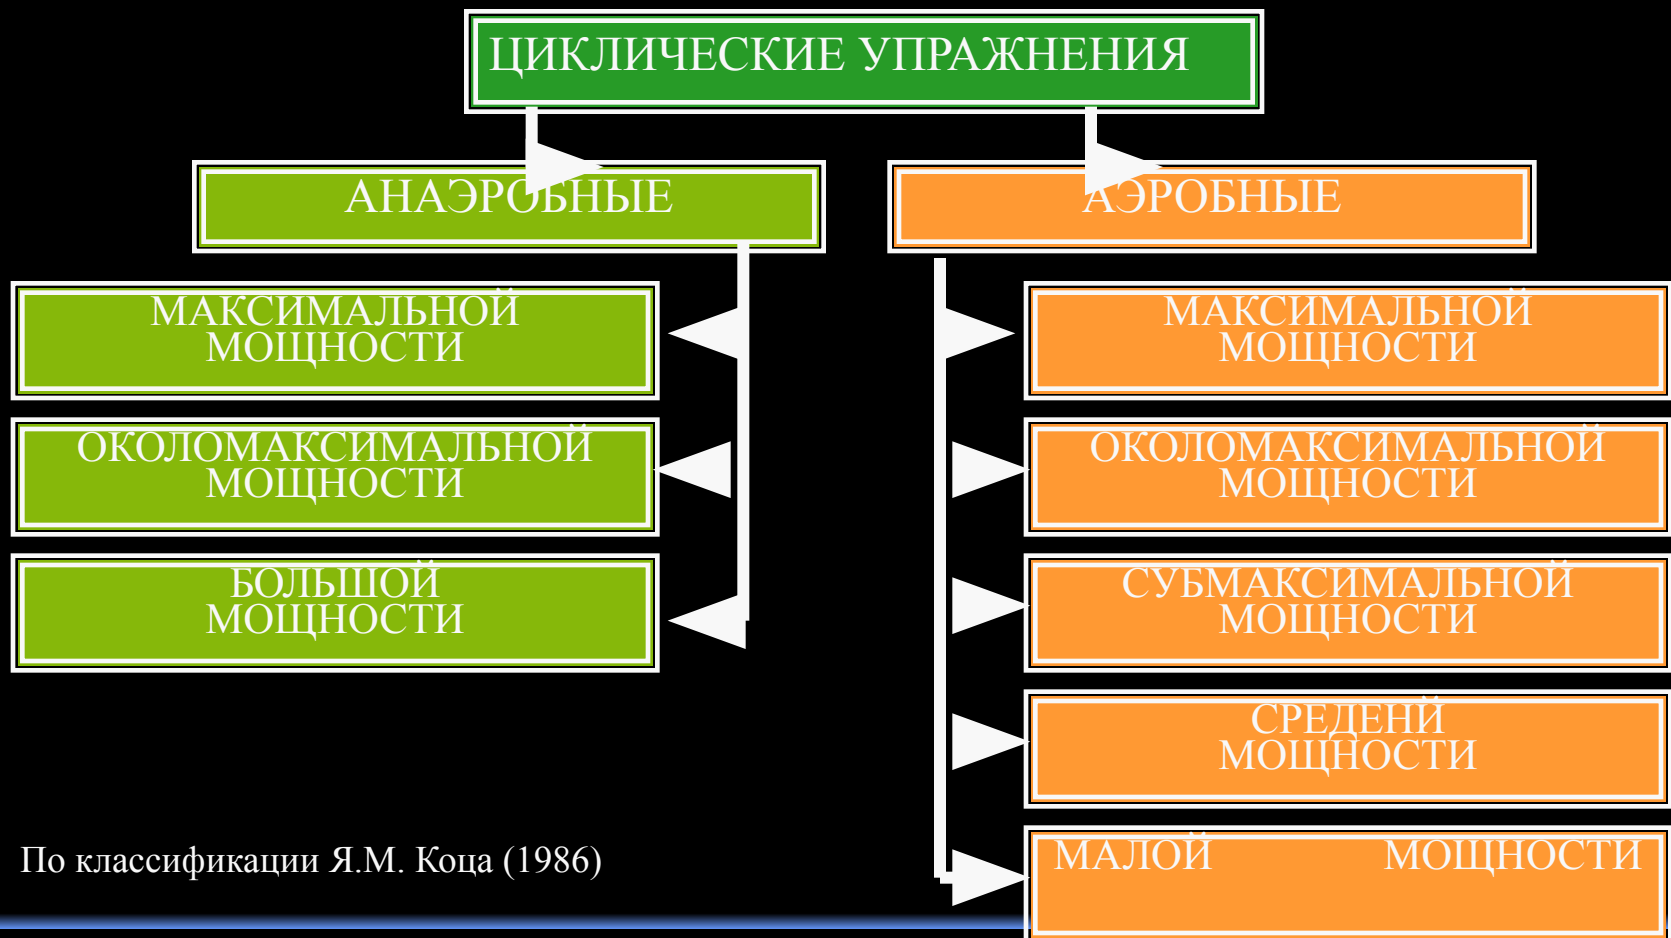 ЦИКЛИЧЕСКИЕ УПРАЖНЕНИЯ
АНАЭРОБНЫЕ
АЭРОБНЫЕ
МАКСИМАЛЬНОЙ
МОЩНОСТИ
ОКОЛОМАКСИМАЛЬНОЙ
МОЩНОСТИ
БОЛЬШОЙ
МОЩНОСТИ
МАКСИМАЛЬНОЙ
МОЩНОСТИ
ОКОЛОМАКСИМАЛЬНОЙ
МОЩНОСТИ
СУБМАКСИМАЛЬНОЙ
МОЩНОСТИ
СРЕДЕНЙ
МОЩНОСТИ
МАЛОЙ МОЩНОСТИ
По классификации Я.М. Коца (1986)